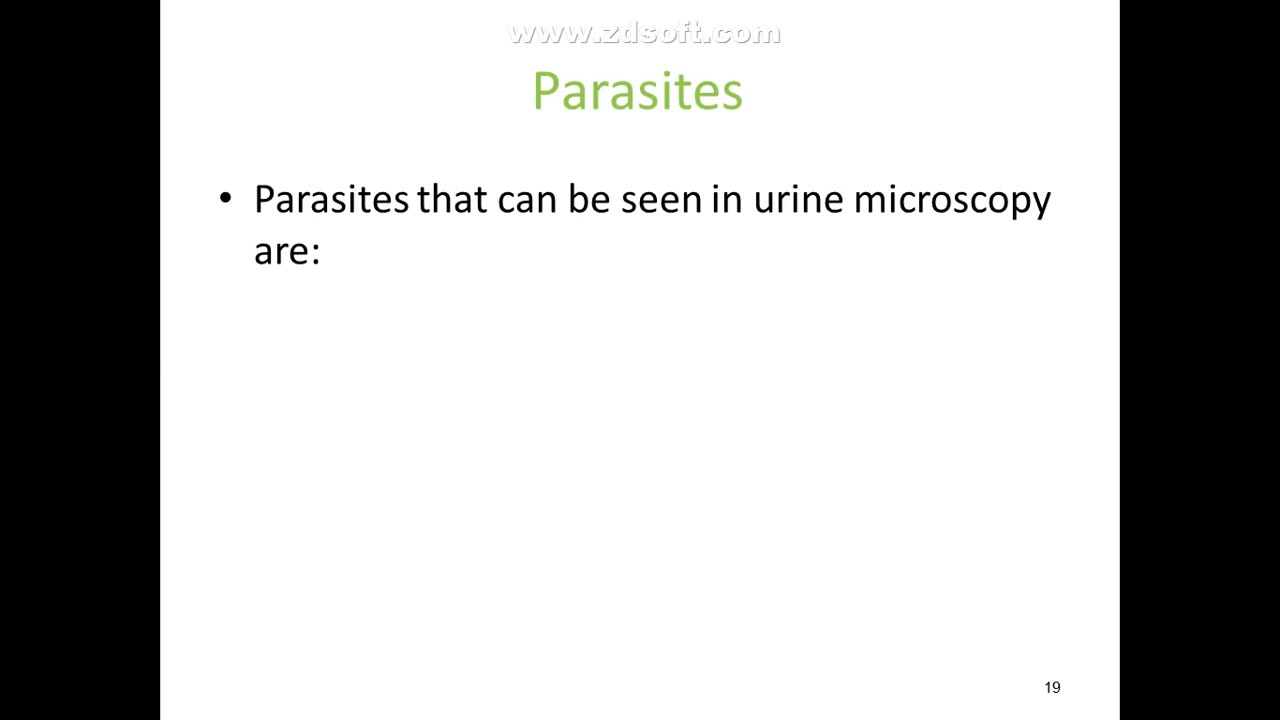 www.zdsoft.com
Parasites
• Parasites that can be seen in urine microscopy
are:
19